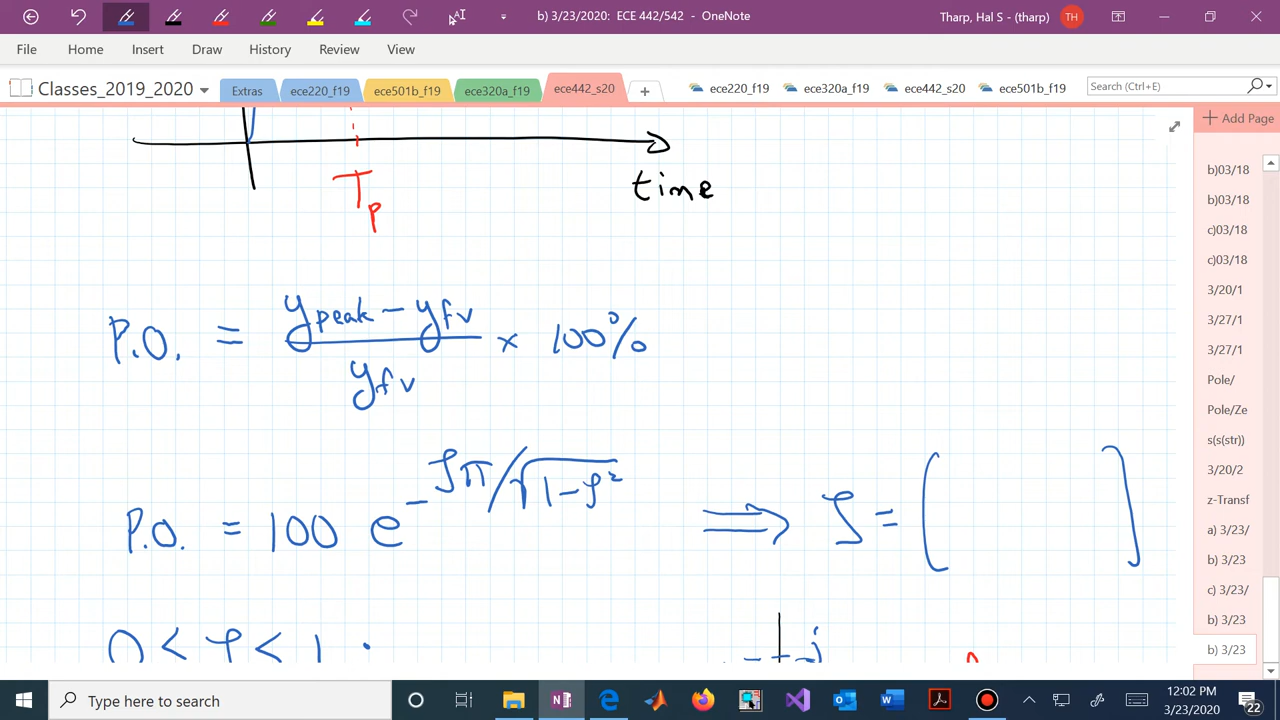 b) 3/23/2020: ECE 442/542 - OneNote
Tharp, Hal S - (tharp)
TH
File Home Insert Draw History Review View
Classes_2019_2020
Extras ece220_f19 ece501b_f19 ece320a_f19 ece442_s20
ece220_f19 ece320a_f19 ece442_s20 ece501b_f19
Search (Ctrl+E)
Add Page
b)03/18
b)03/18
c)03/18
c)03/18
3/20/1
3/27/1
3/27/1
Pole/
Pole/Ze
s(s(str))
3/20/2
z-Transf
a) 3/23/
b) 3/23
c) 3/23/
b) 3/23
b) 3/23
time
Tp
P.O. = (ypeak - yfv) / yfv × 100%
P.O. = 100 e^(-ζπ/√(1-ζ²)) ⟹ ζ = [ ]
0 < ζ < 1
j
Type here to search
12:02 PM
3/23/2020
22